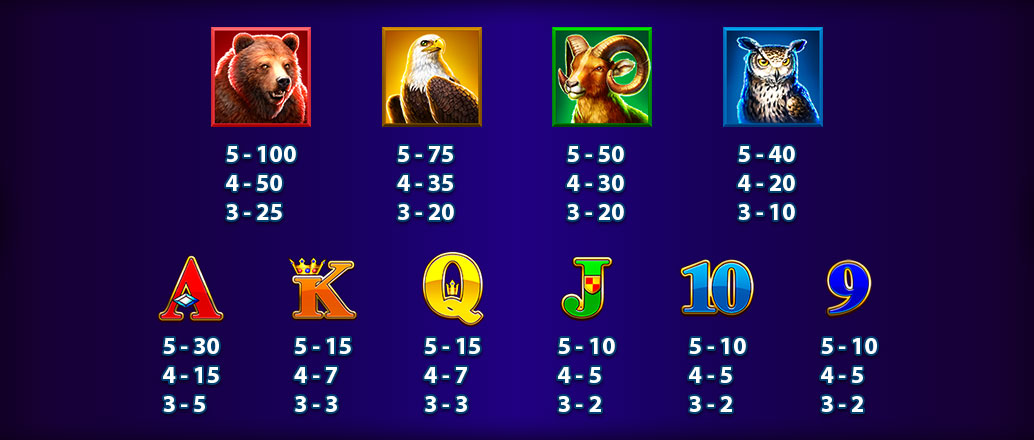 5 - 100 5 - 75 5 - 50 5 - 40
4 - 50 4 - 35 4 - 30 4 - 20
3 - 25 3 - 20 3 - 20 3 - 10
A K Q J 10 9
5 - 30 5 - 15 5 - 15 5 - 10 5 - 10 5 - 10
4 - 15 4 - 7 4 - 7 4 - 5 4 - 5 4 - 5
3 - 5 3 - 3 3 - 3 3 - 2 3 - 2 3 - 2